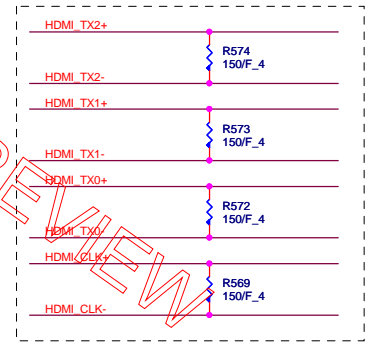 HDMI_TX2+
R574
150/F_4
HDMI_TX2-
HDMI_TX1+
R573
150/F_4
HDMI_TX1-
HDMI_TX0+
R572
150/F_4
HDMI_TX0-
HDMI_CLK+
R569
150/F_4
HDMI_CLK-
EVIEW